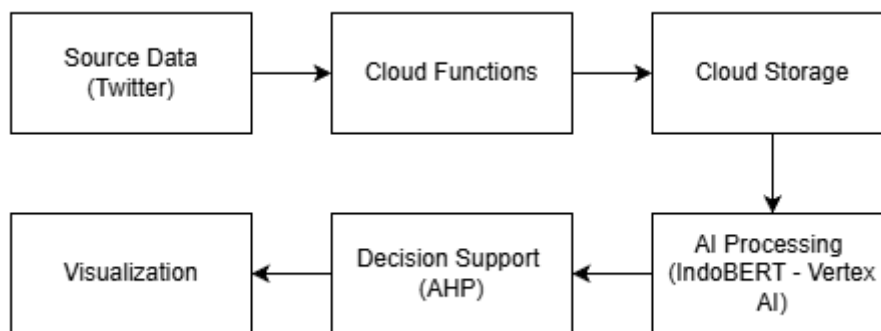 Source Data
(Twitter)
Cloud Functions
Cloud Storage
AI Processing
(IndoBERT - Vertex
AI)
Decision Support
(AHP)
Visualization